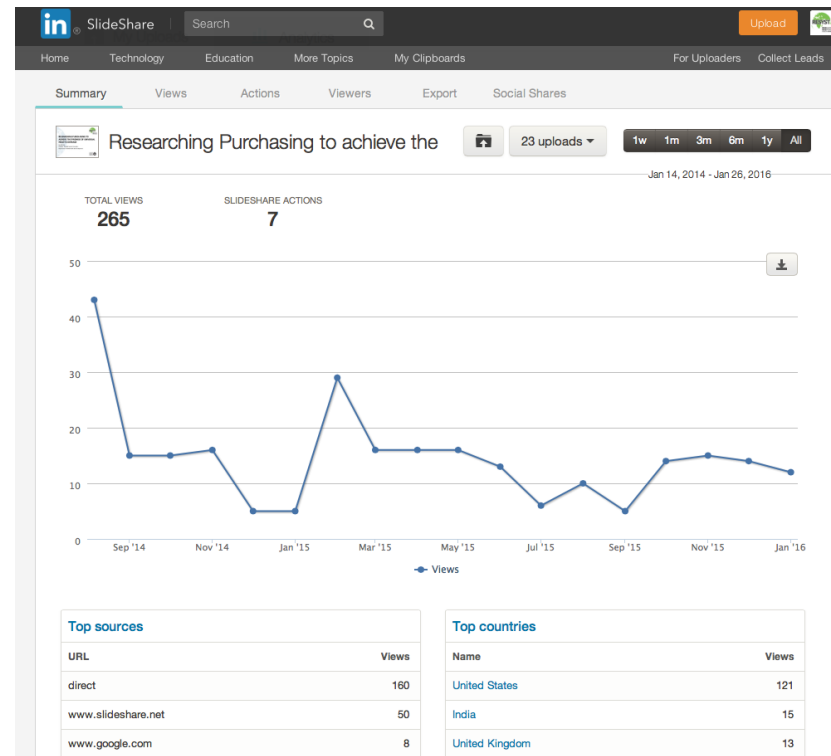 in® SlideShare Search Upload
Home Technology Education More Topics My Clipboards For Uploaders Collect Leads
Summary Views Actions Viewers Export Social Shares
Researching Purchasing to achieve the 23 uploads 1w 1m 3m 6m 1y All
Jan 14, 2014 - Jan 26, 2016
TOTAL VIEWS SLIDESHARE ACTIONS
265 7
50
40
30
20
10
0
Sep '14 Nov '14 Jan '15 Mar '15 May '15 Jul '15 Sep '15 Nov '15 Jan '16
Views
Top sources Top countries
URL Views Name Views
direct 160 United States 121
www.slideshare.net 50 India 15
www.google.com 8 United Kingdom 13